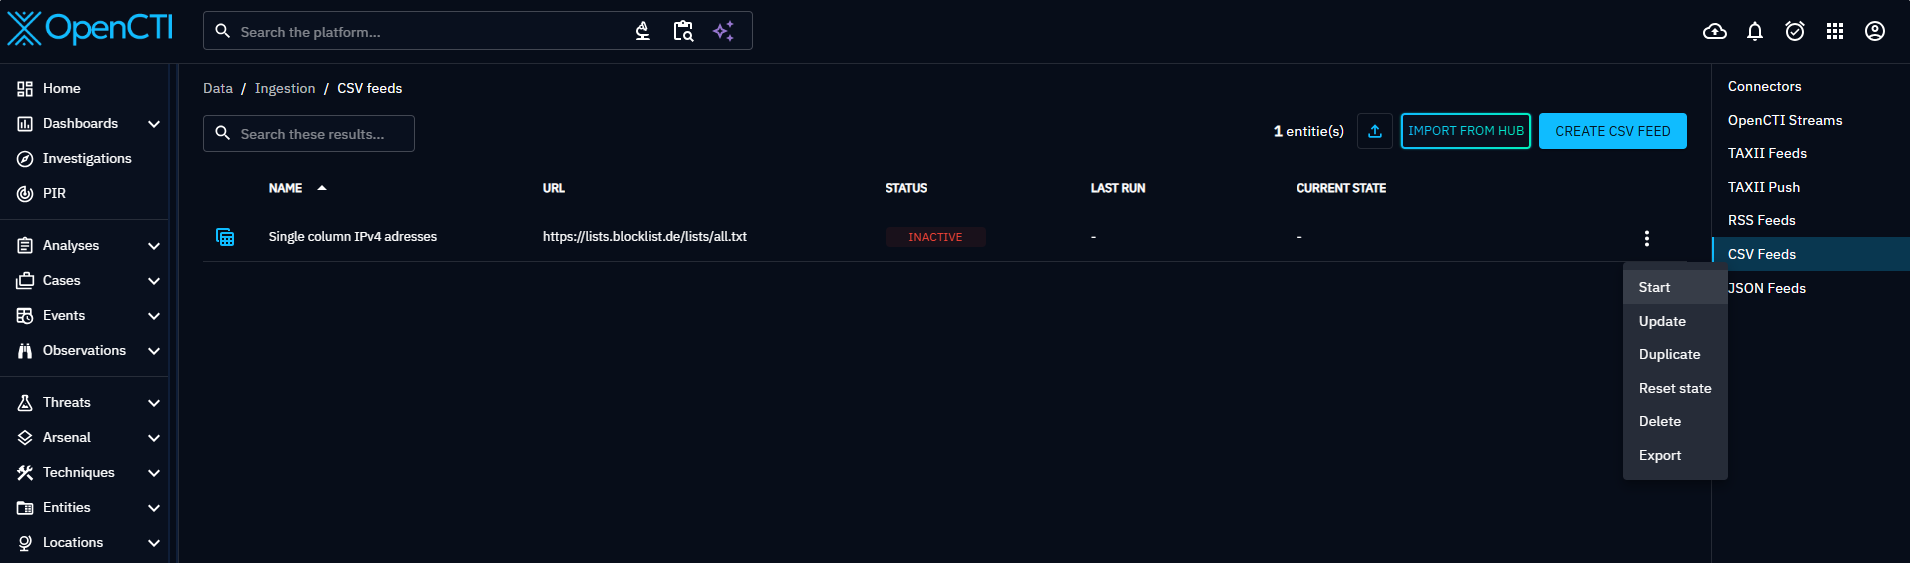 OpenCTI
Search the platform...
Home
Dashboards
Investigations
PIR
Analyses
Cases
Events
Observations
Threats
Arsenal
Techniques
Entities
Locations
Data / Ingestion / CSV feeds
Search these results...
1 entitie(s)
IMPORT FROM HUB
CREATE CSV FEED
NAME URL STATUS LAST RUN CURRENT STATE
Single column IPv4 adresses https://lists.blocklist.de/lists/all.txt INACTIVE - -
Start
Update
Duplicate
Reset state
Delete
Export
Connectors
OpenCTI Streams
TAXII Feeds
TAXII Push
RSS Feeds
CSV Feeds
JSON Feeds